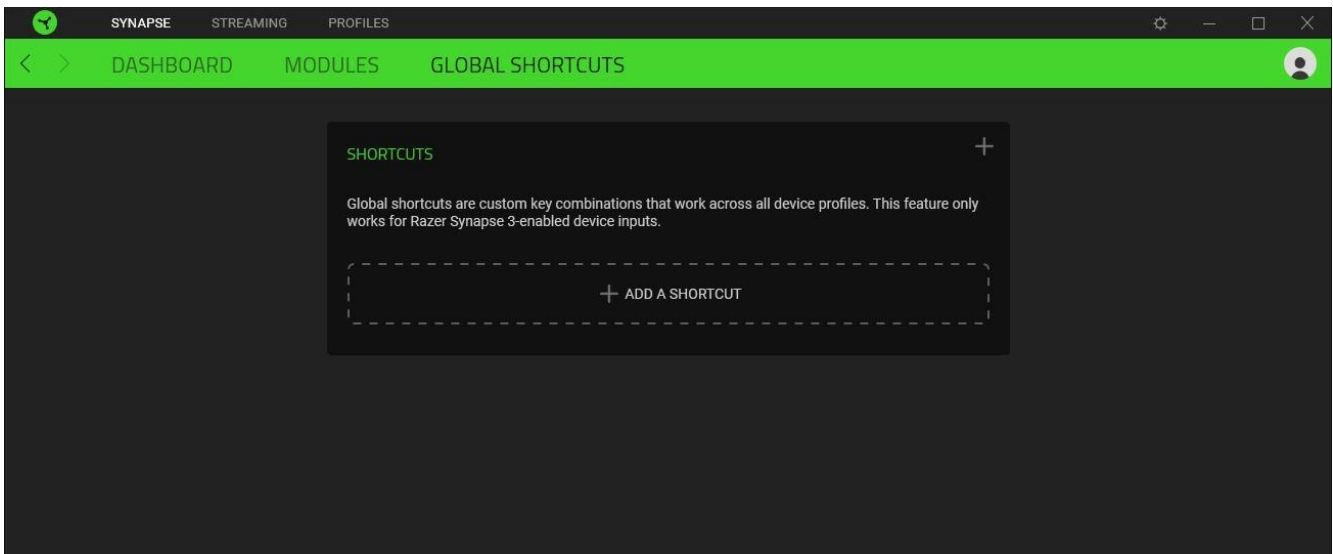 SYNAPSE STREAMING PROFILES
DASHBOARD MODULES GLOBAL SHORTCUTS
SHORTCUTS
Global shortcuts are custom key combinations that work across all device profiles. This feature only
works for Razer Synapse 3-enabled device inputs.
ADD A SHORTCUT